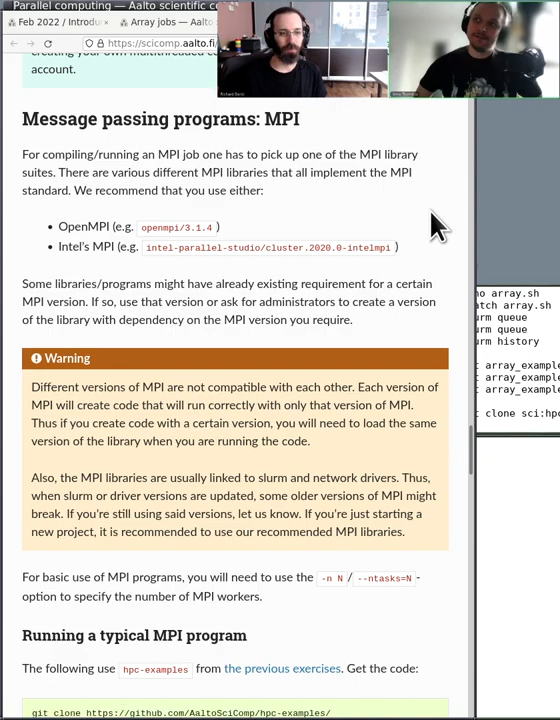 Parallel computing — Aalto scientific co
Feb 2022 / Introdu
Array jobs — Aalto
https://scicomp.aalto.fi/
creating your own multithreaded co
account.
Message passing programs: MPI
For compiling/running an MPI job one has to pick up one of the MPI library
suites. There are various different MPI libraries that all implement the MPI
standard. We recommend that you use either:
• OpenMPI (e.g. openmpi/3.1.4 )
• Intel's MPI (e.g. intel-parallel-studio/cluster.2020.0-intelmpi )
Some libraries/programs might have already existing requirement for a certain
MPI version. If so, use that version or ask for administrators to create a version
of the library with dependency on the MPI version you require.
Warning
Different versions of MPI are not compatible with each other. Each version of
MPI will create code that will run correctly with only that version of MPI.
Thus if you create code with a certain version, you will need to load the same
version of the library when you are running the code.
Also, the MPI libraries are usually linked to slurm and network drivers. Thus,
when slurm or driver versions are updated, some older versions of MPI might
break. If you're still using said versions, let us know. If you're just starting a
new project, it is recommended to use our recommended MPI libraries.
For basic use of MPI programs, you will need to use the -n N / --ntasks=N -
option to specify the number of MPI workers.
Running a typical MPI program
The following use hpc-examples from the previous exercises. Get the code:
git clone https://github.com/AaltoSciComp/hpc-examples/
no array.sh
atch array.sh
urm queue
urm queue
urm history
t array_example
t array_example
t array_example
t clone sci:hpc